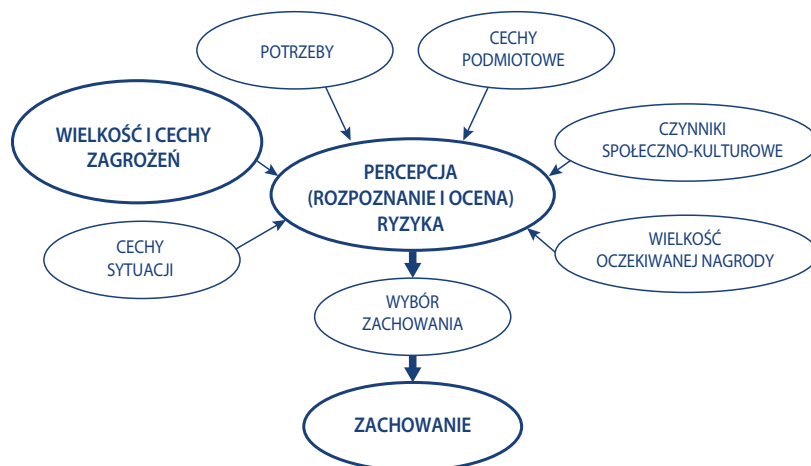 POTRZEBY
CECHY
PODMIOTOWE
WIELKOŚĆ I CECHY
ZAGROŻEŃ
CZYNNIKI
SPOŁECZNO-KULTUROWE
PERCEPCJA
(ROZPOZNANIE I OCENA)
RYZYKA
CECHY
SYTUACJI
WIELKOŚĆ
OCZEKIWANEJ NAGRODY
WYBÓR
ZACHOWANIA
ZACHOWANIE